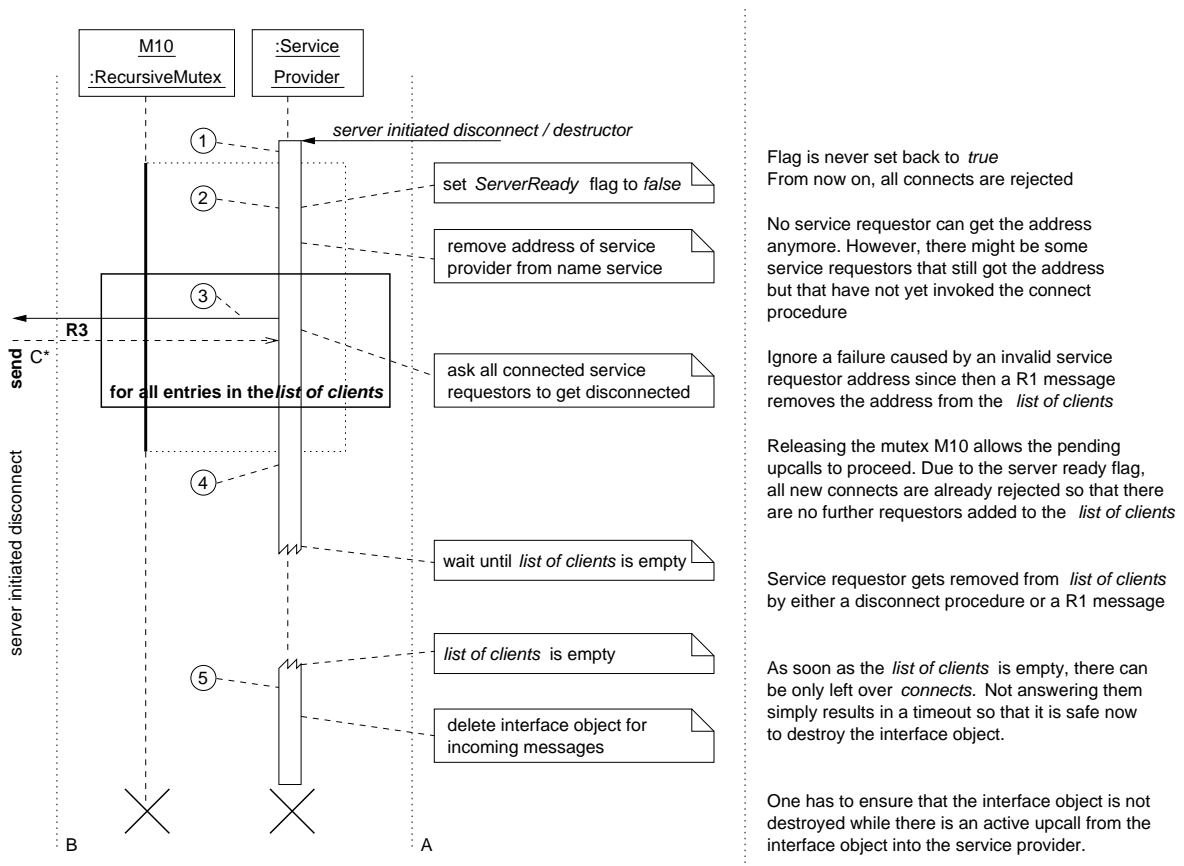 M10
:RecursiveMutex
:Service
Provider
server initiated disconnect / destructor
1
set ServerReady flag to false
2
remove address of service
provider from name service
3
R3
send C*
ask all connected service
requestors to get disconnected
for all entries in the list of clients
4
wait until list of clients is empty
server initiated disconnect
list of clients is empty
5
delete interface object for
incoming messages
B
A
Flag is never set back to true
From now on, all connects are rejected
No service requestor can get the address
anymore. However, there might be some
service requestors that still got the address
but that have not yet invoked the connect
procedure
Ignore a failure caused by an invalid service
requestor address since then a R1 message
removes the address from the list of clients
Releasing the mutex M10 allows the pending
upcalls to proceed. Due to the server ready flag,
all new connects are already rejected so that there
are no further requestors added to the list of clients
Service requestor gets removed from list of clients
by either a disconnect procedure or a R1 message
As soon as the list of clients is empty, there can
be only left over connects. Not answering them
simply results in a timeout so that it is safe now
to destroy the interface object.
One has to ensure that the interface object is not
destroyed while there is an active upcall from the
interface object into the service provider.